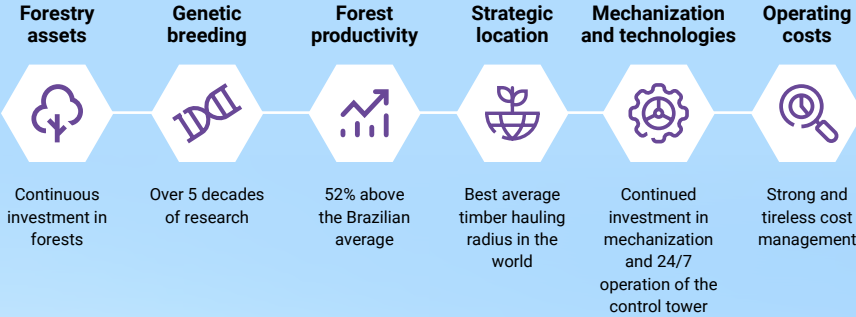 Forestry
assets
Genetic
breeding
Forest
productivity
Strategic
location
Mechanization
and technologies
Operating
costs
Continuous
investment in
forests
Over 5 decades
of research
52% above
the Brazilian
average
Best average
timber hauling
radius in the
world
Continued
investment in
mechanization
and 24/7
operation of the
control tower
Strong and
tireless cost
management